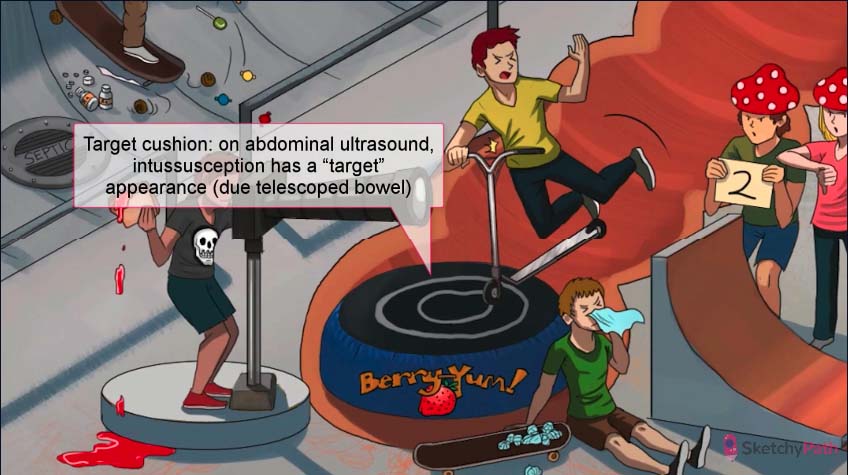 SEPTIC
Target cushion: on abdominal ultrasound,
intussusception has a “target”
appearance (due telescoped bowel)
2
Berry-Yum!
SketchyPath